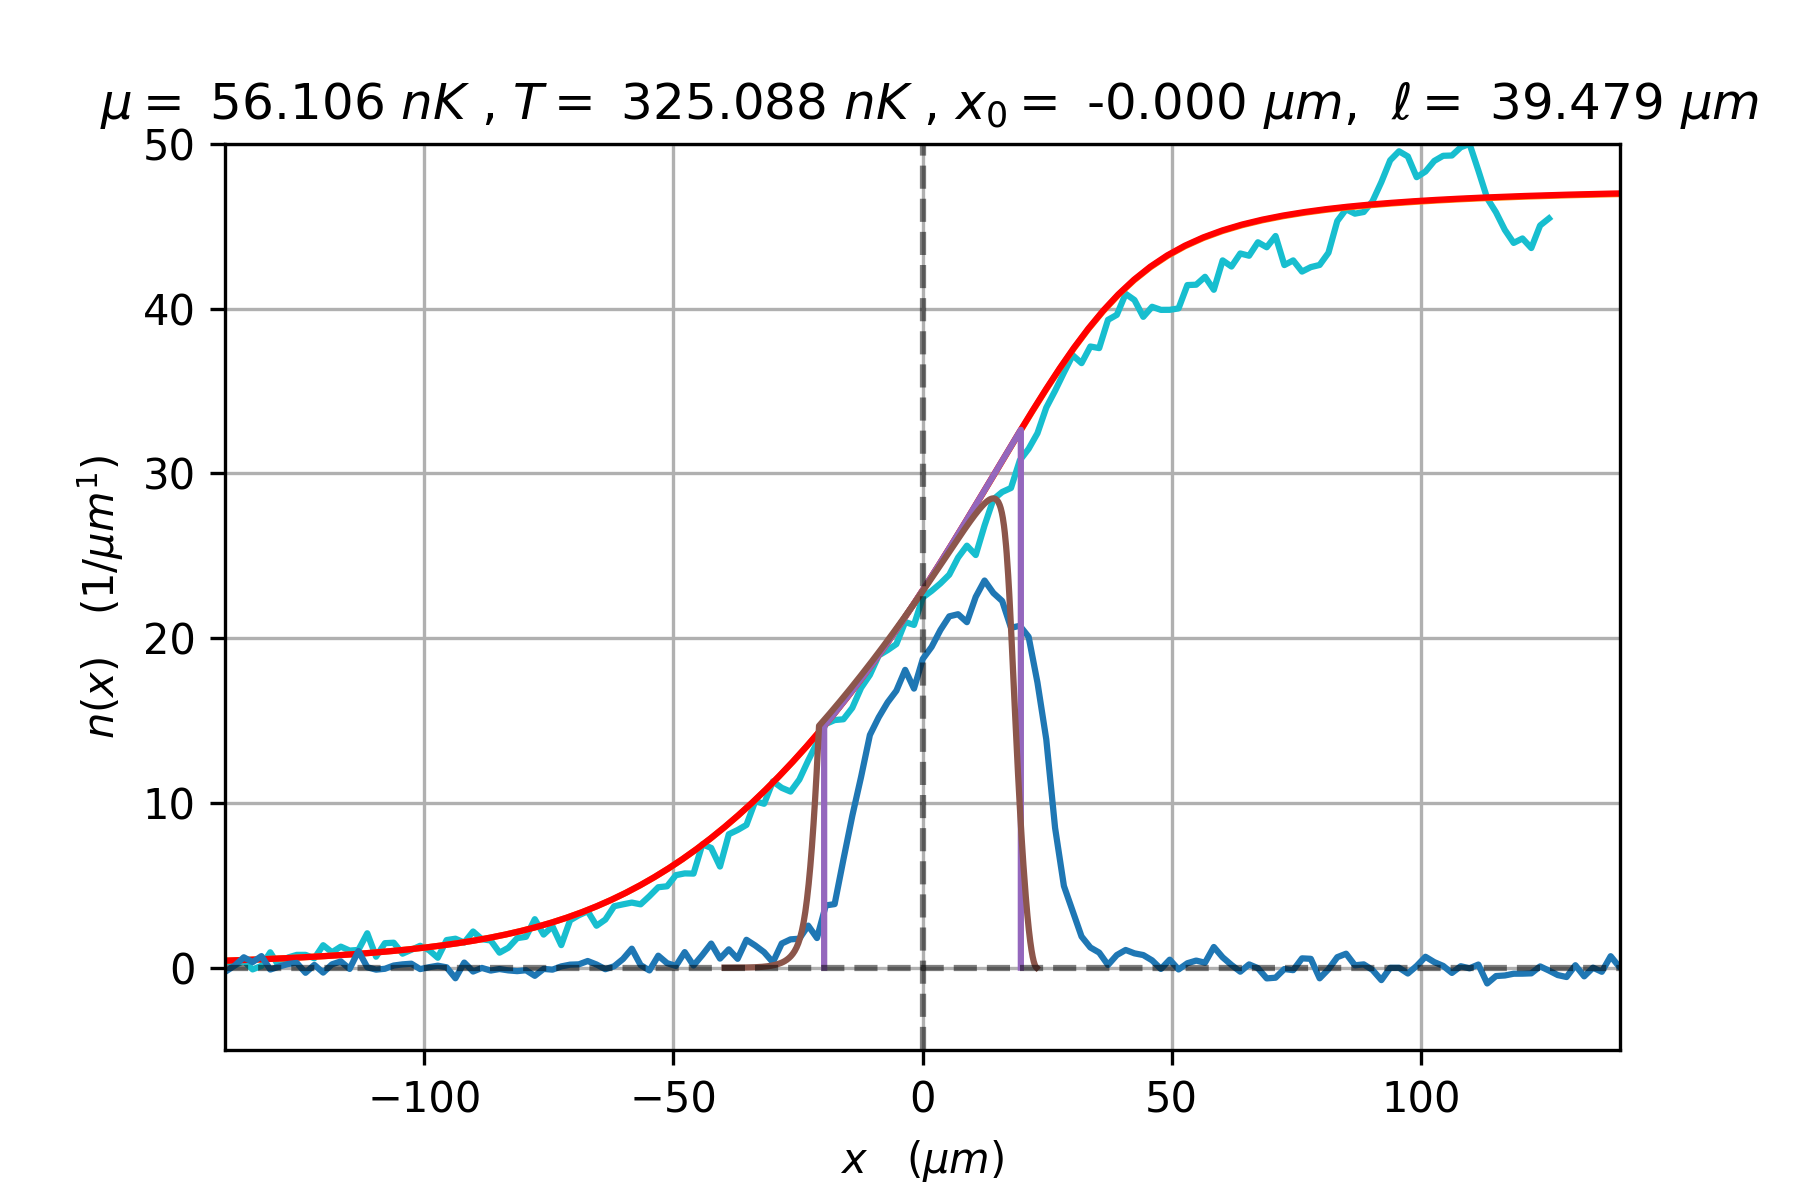 μ = 56.106 nK , T = 325.088 nK , x₀ = -0.000 μm, ℓ = 39.479 μm
50
40
30
20
10
0
n(x) (1/μm¹)
−100 −50 0 50 100
x (μm)